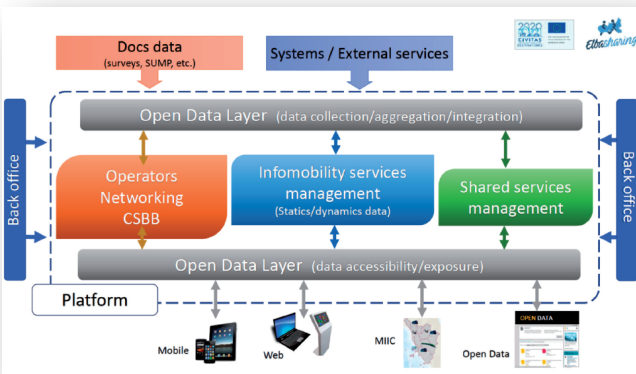 2020
CIVITAS
Elbasharing
Docs data
(surveys, SUMP, etc.)
Systems / External services
Open Data Layer (data collection/aggregation/integration)
Back office
Operators
Networking
CSBB
Infomobility services
management
(Statics/dynamics data)
Shared services
management
Back office
Open Data Layer (data accessibility/exposure)
Platform
Mobile
Web
MIIC
Open Data
OPEN DATA